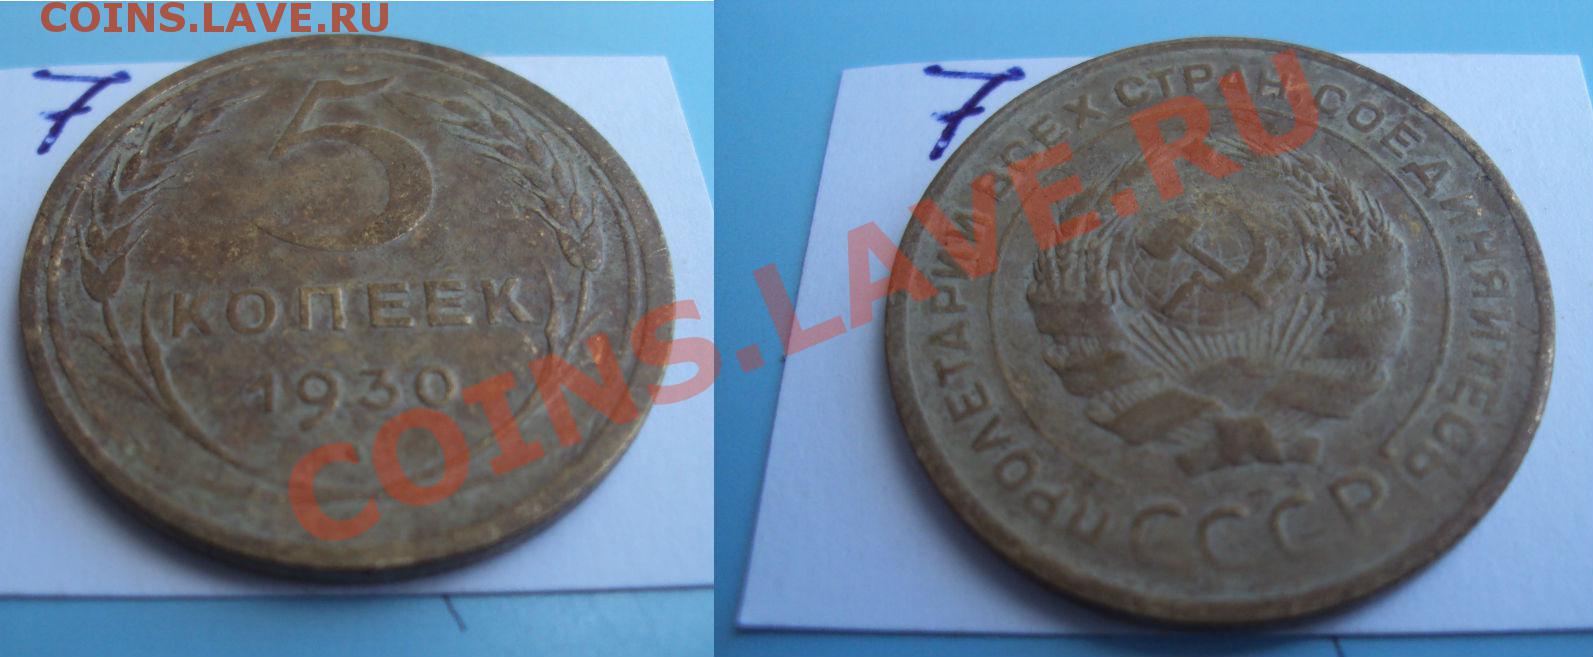 COINS.LAVE.RU
7
5
КОПЕЕК
1930
7
ПРОЛЕТАРИИ ВСЕХ СТРАН СОЕДИНЯЙТЕСЬ
СССР
COINS.LAVE.RU